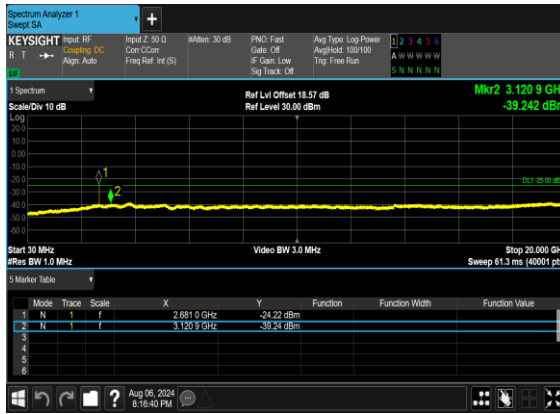 Spectrum Analyzer 1
Swept SA
+
KEYSIGHT Input: RF Input Z: 50 Ω #Atten: 30 dB PNO: Fast Avg Type: Log-Power 1 2 3 4 5 6
R T Coupling: DC Corr CCorr Gate: Off Avg|Hold: 100/100 A W W W W W
Align: Auto Freq Ref: Int (S) IF Gain: Low Trig: Free Run
Sig Track: Off S N N N N N
LXI
1 Spectrum
Ref Lvl Offset 18.57 dB Mkr2 3.120 9 GHz
Scale/Div 10 dB Ref Level 30.00 dBm -39.242 dBm
Log
20.0
10.0
0.00
-10.0
1
-20.0
DL1 -25.00 dB
-30.0
2
-40.0
-50.0
-60.0
Start 30 MHz Video BW 3.0 MHz Stop 20.000 GH
#Res BW 1.0 MHz Sweep 61.3 ms (40001 pt
5 Marker Table
Mode Trace Scale X Y Function Function Width Function Value
1 N 1 f 2.681 0 GHz -24.22 dBm
2 N 1 f 3.120 9 GHz -39.24 dBm
3
4
5
6
?
Aug 06, 2024
8:16:40 PM